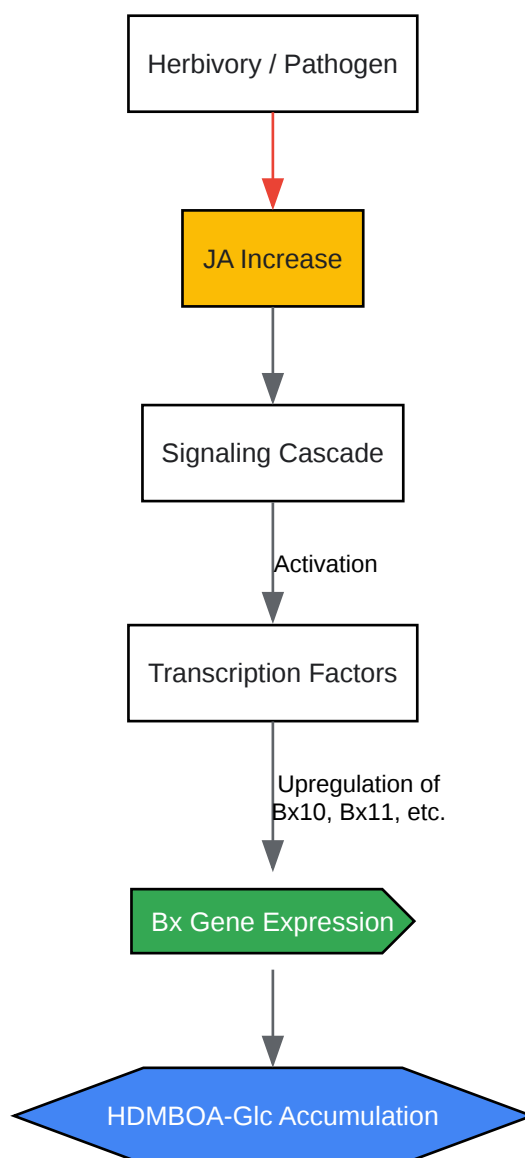 Herbivory / Pathogen
JA Increase
Signaling Cascade
Activation
Transcription Factors
Upregulation of
Bx10, Bx11, etc.
Bx Gene Expression
HDMBOA-Glc Accumulation